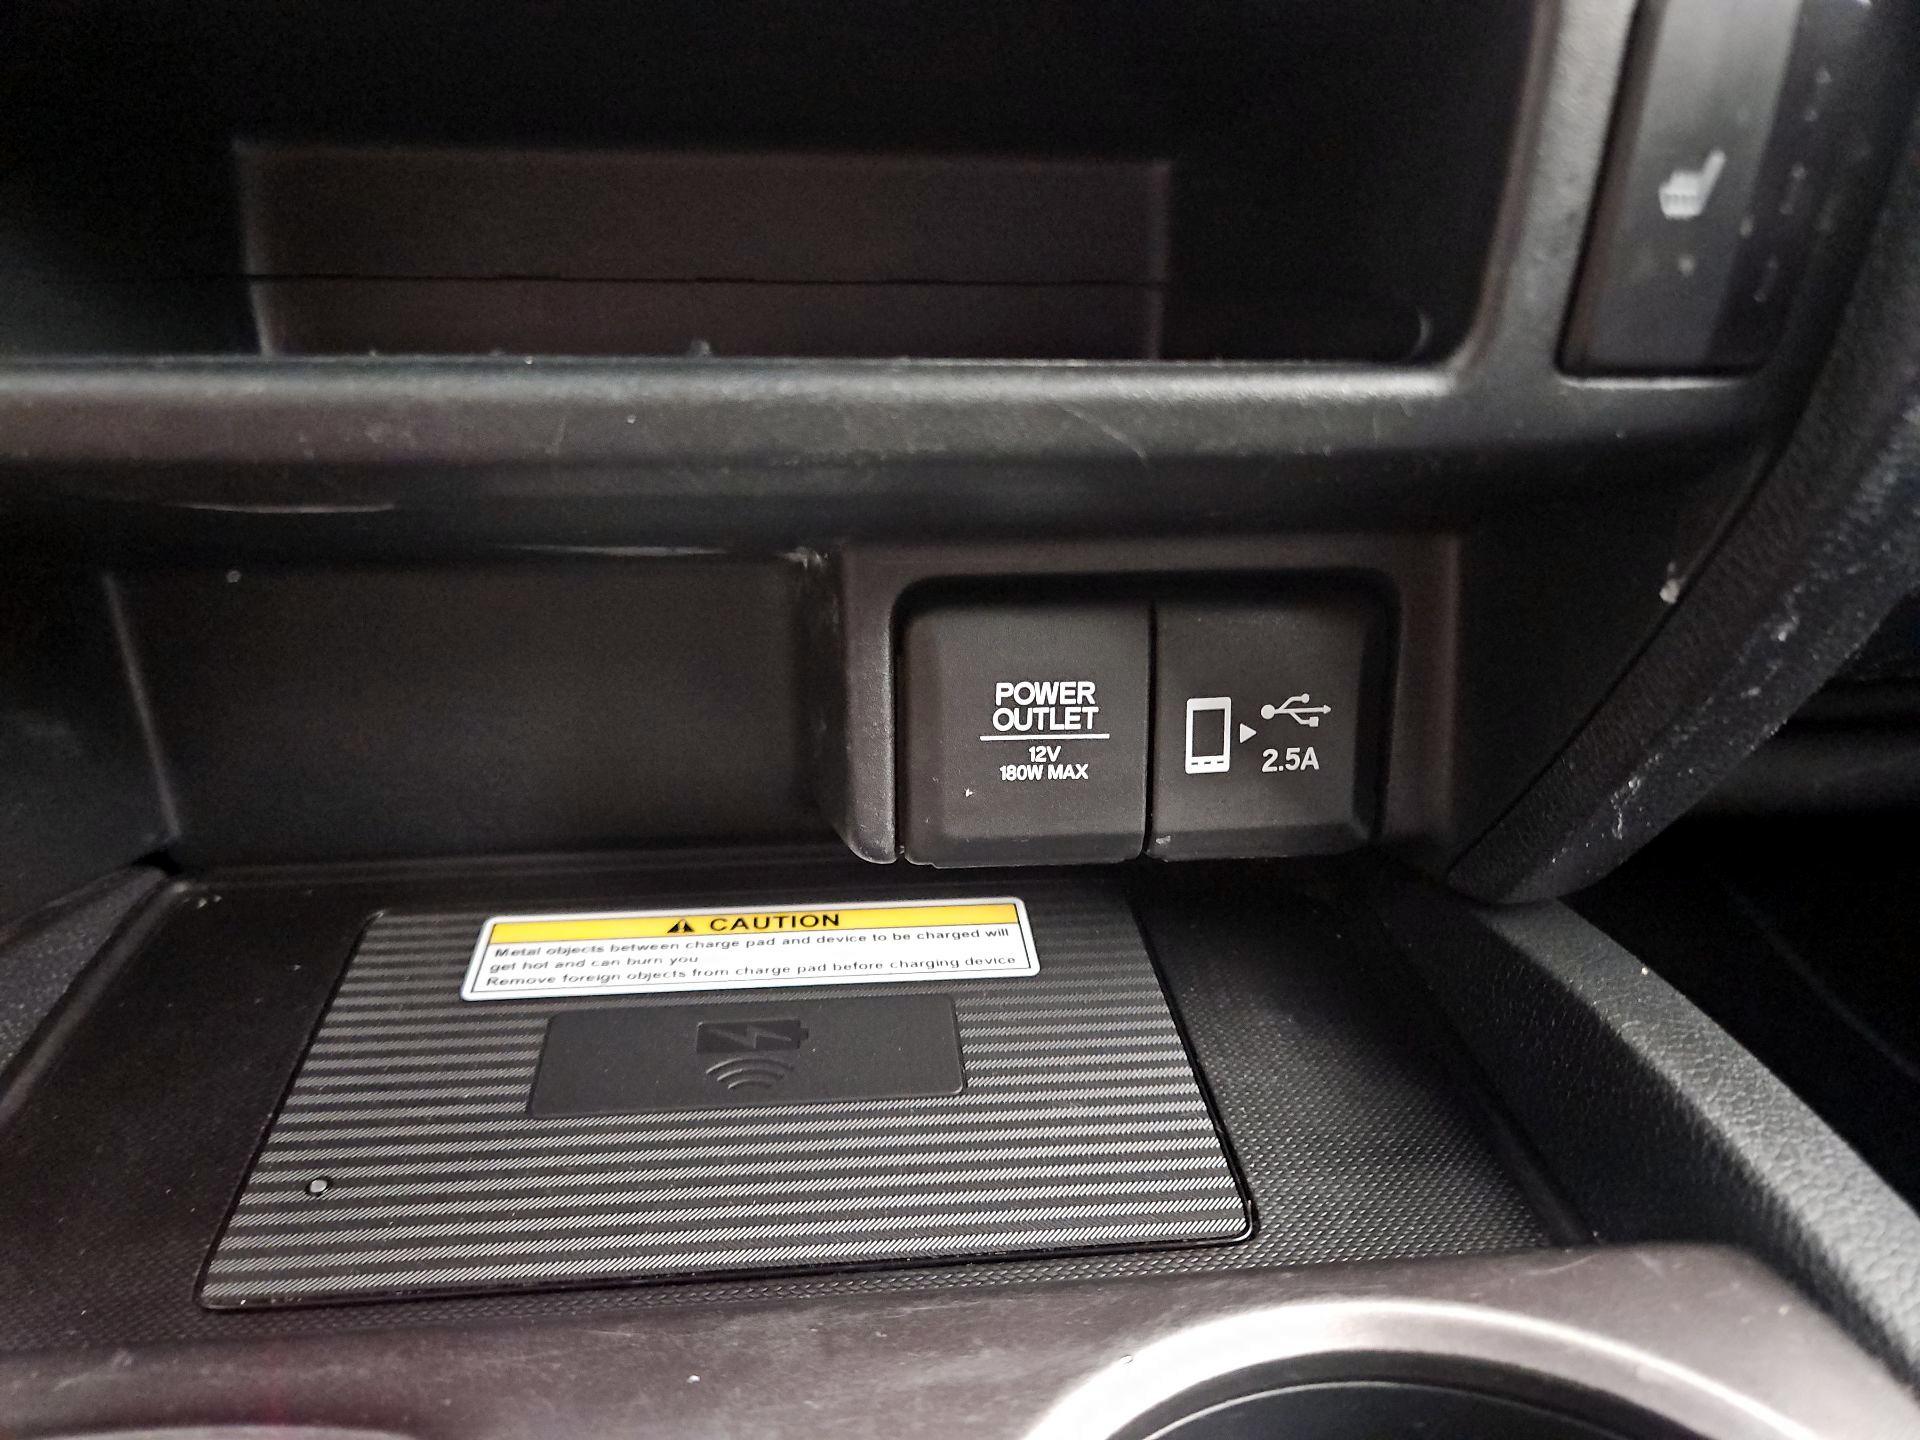 POWER
OUTLET
12V
180W MAX
2.5A
CAUTION
Metal objects between charge pad and device to be charged will
get hot and can burn you
Remove foreign objects from charge pad before charging device